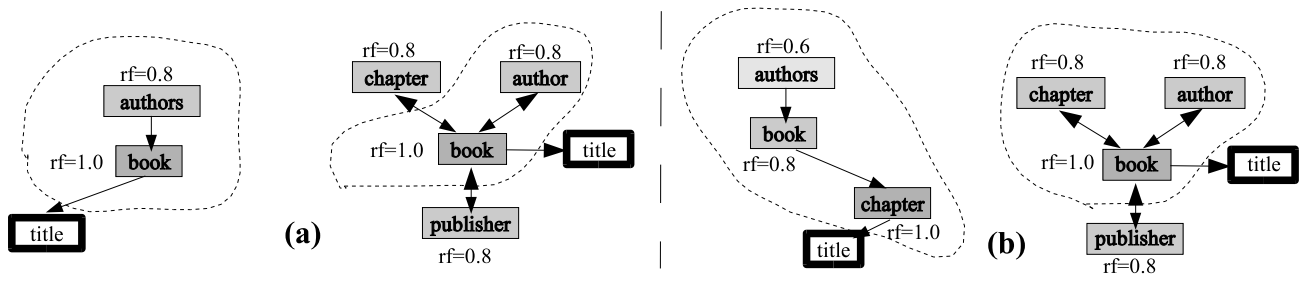 rf=0.8
authors
rf=1.0
book
title
rf=0.8
rf=0.8
chapter
author
rf=1.0
book
title
publisher
rf=0.8
(a)
rf=0.6
authors
book
rf=0.8
chapter
rf=1.0
title
rf=0.8
rf=0.8
chapter
author
rf=1.0
book
title
publisher
rf=0.8
(b)